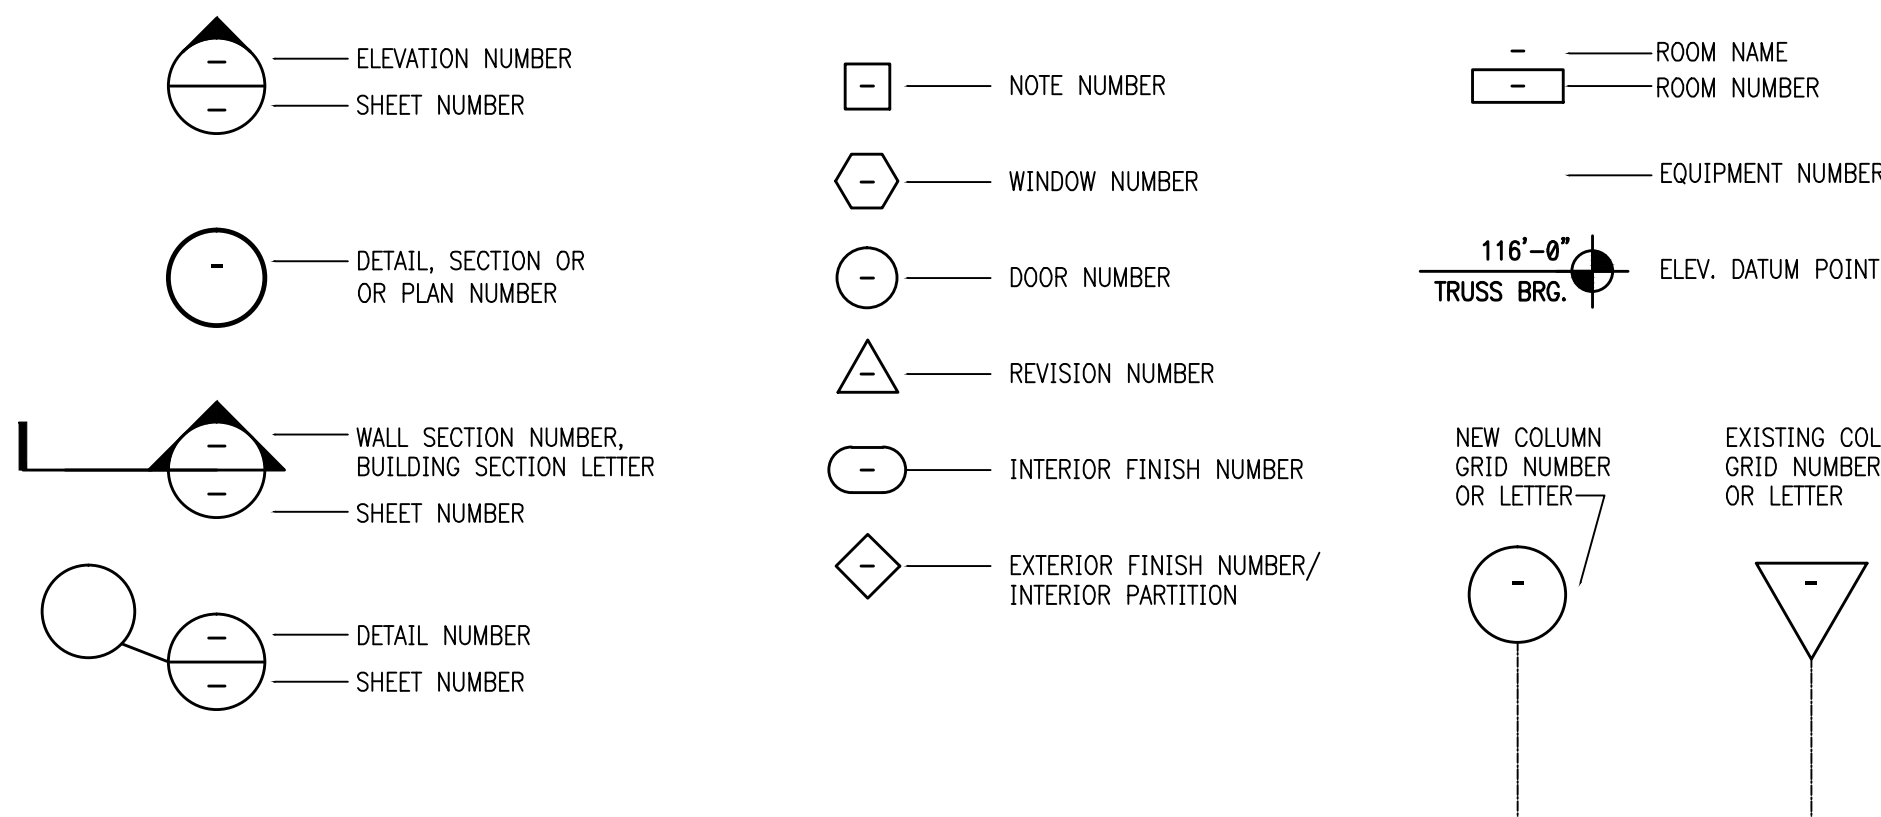 ELEVATION NUMBER
SHEET NUMBER
DETAIL, SECTION OR
OR PLAN NUMBER
WALL SECTION NUMBER,
BUILDING SECTION LETTER
SHEET NUMBER
DETAIL NUMBER
SHEET NUMBER
NOTE NUMBER
WINDOW NUMBER
DOOR NUMBER
REVISION NUMBER
INTERIOR FINISH NUMBER
EXTERIOR FINISH NUMBER/
INTERIOR PARTITION
ROOM NAME
ROOM NUMBER
EQUIPMENT NUMBER
116'-0"
TRUSS BRG.
ELEV. DATUM POINT
NEW COLUMN
GRID NUMBER
OR LETTER
EXISTING COL
GRID NUMBER
OR LETTER